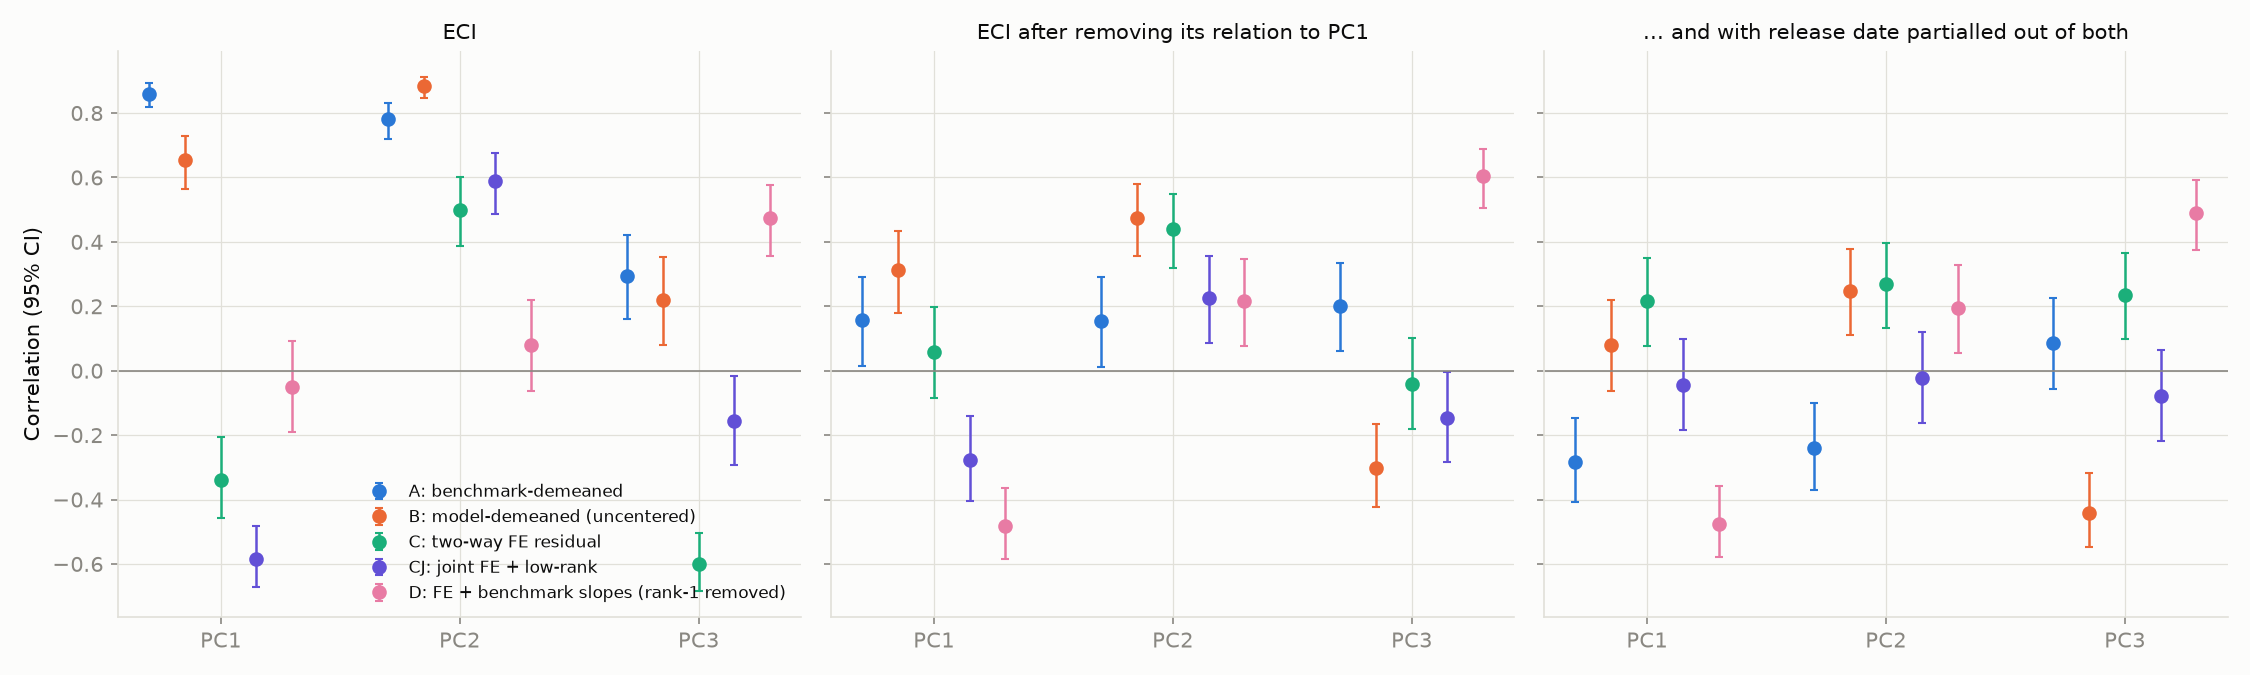 ECI
ECI after removing its relation to PC1
... and with release date partialled out of both
Correlation (95% CI)
0.8
0.6
0.4
0.2
0.0
−0.2
−0.4
−0.6
A: benchmark-demeaned
B: model-demeaned (uncentered)
C: two-way FE residual
CJ: joint FE + low-rank
D: FE + benchmark slopes (rank-1 removed)
PC1 PC2 PC3
PC1 PC2 PC3
PC1 PC2 PC3